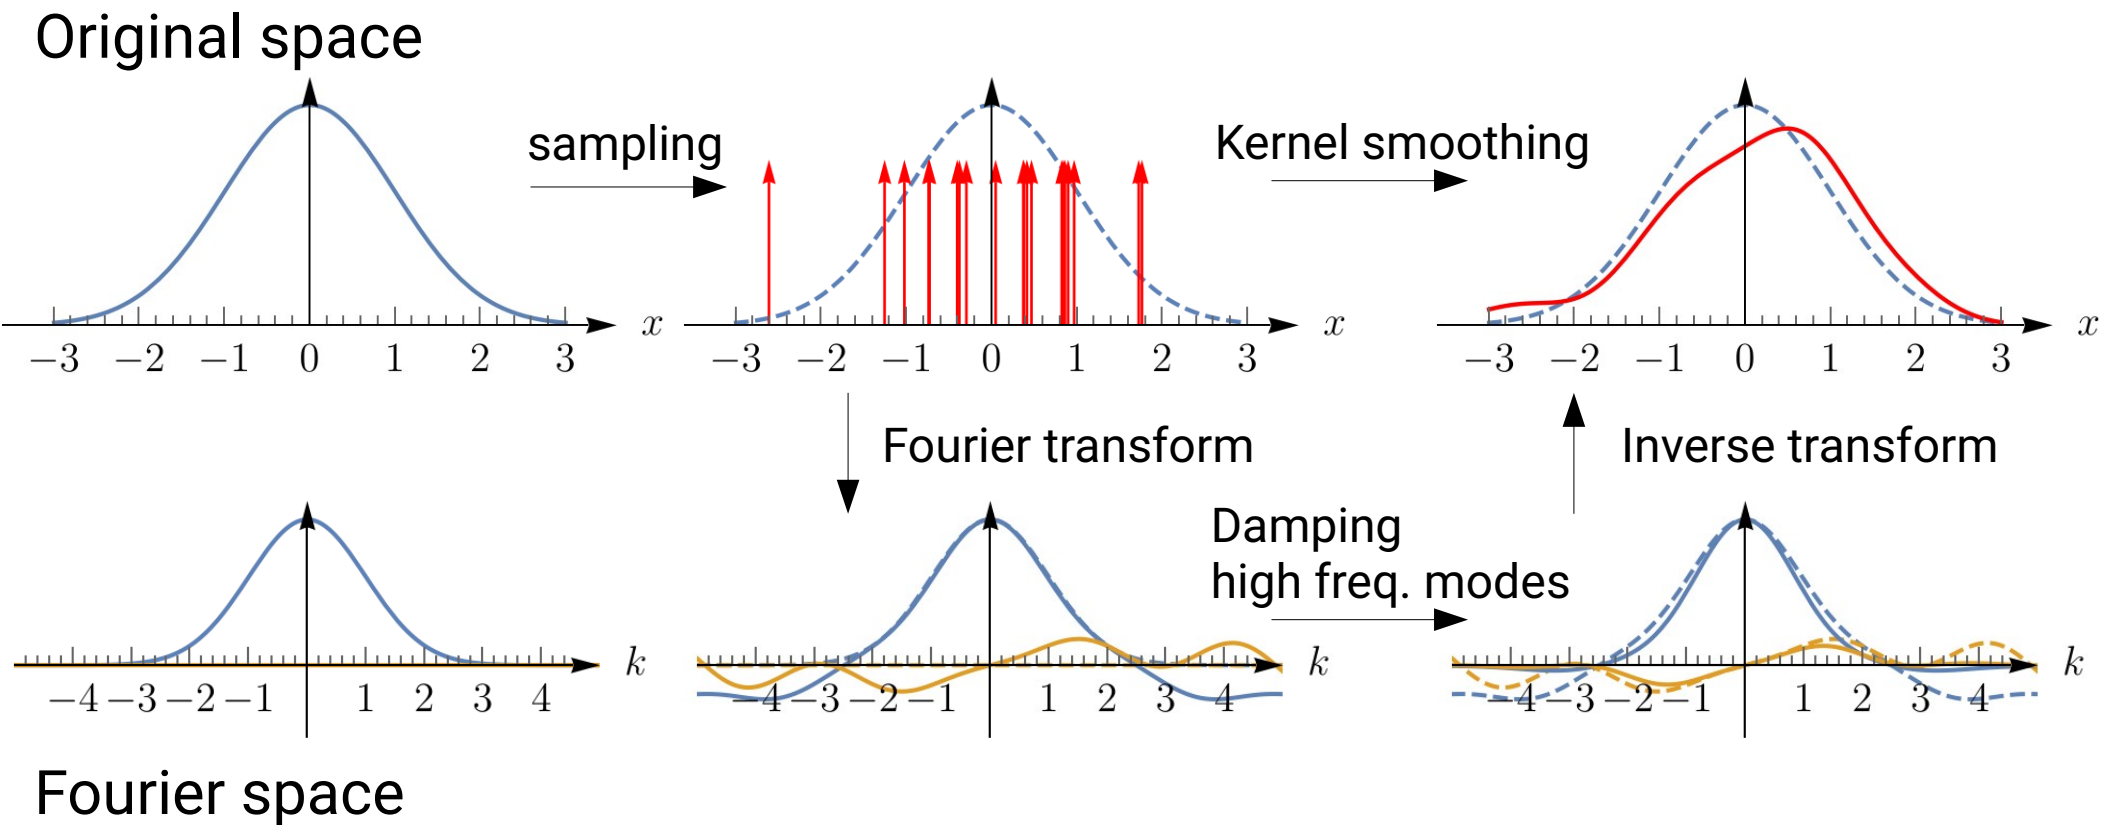 Original space
sampling
Kernel smoothing
x
x
x
−3 −2 −1 0 1 2 3
−3 −2 −1 0 1 2 3
−3 −2 −1 0 1 2 3
Fourier transform
Inverse transform
Damping
high freq. modes
k
k
k
−4 −3 −2 −1 1 2 3 4
−4 −3 −2 −1 1 2 3 4
−4 −3 −2 −1 1 2 3 4
Fourier space